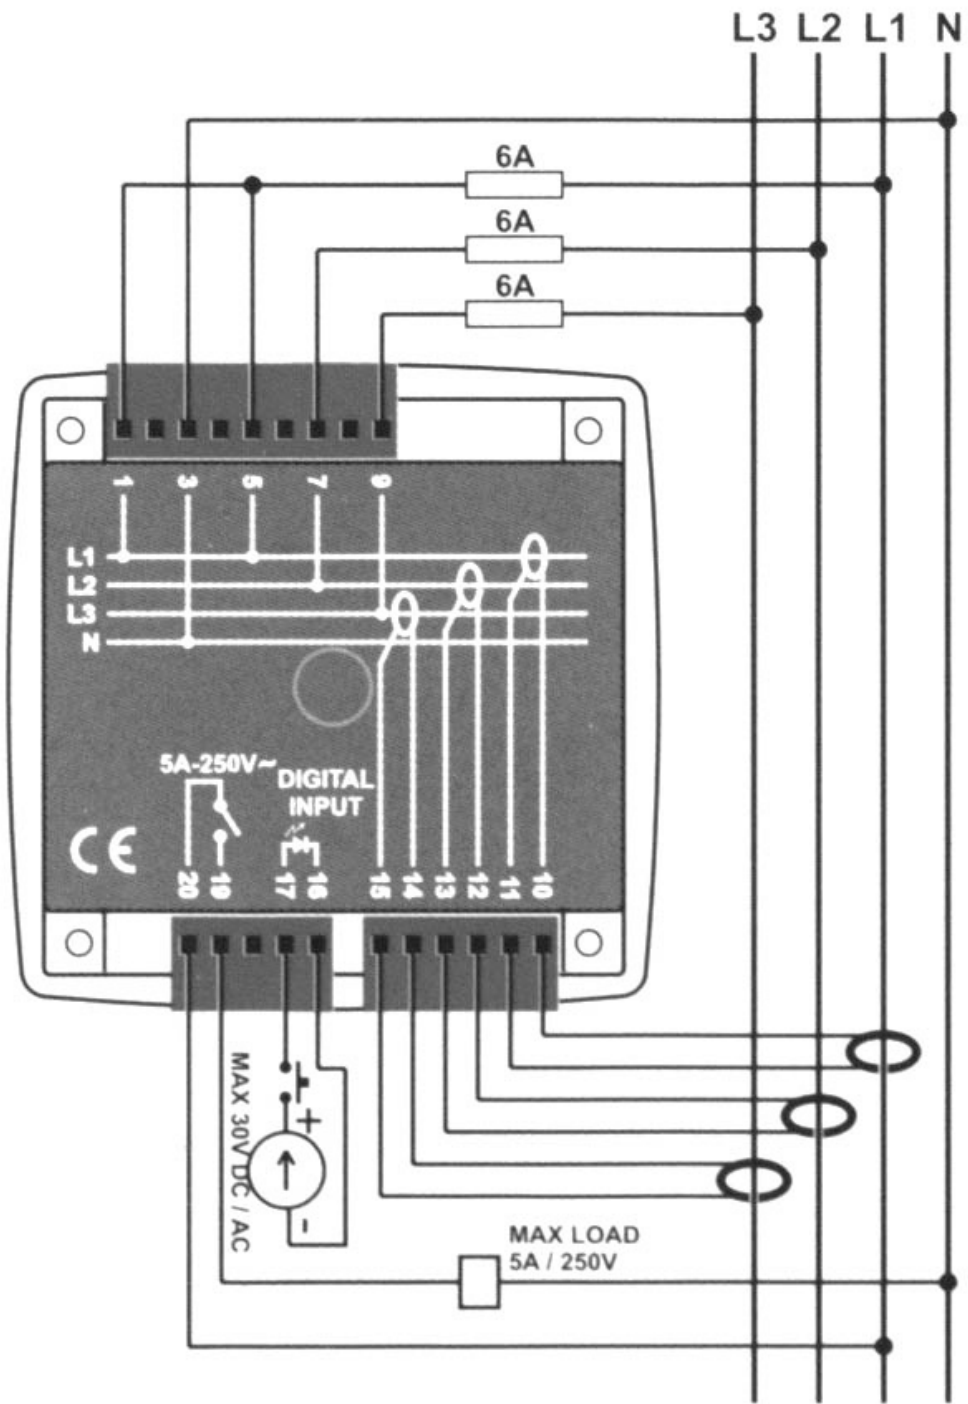 L3 L2 L1 N
6A
6A
6A
1 3 5 7 9
L1
L2
L3
N
5A-250V~
DIGITAL
INPUT
CE
20 19 17 16 15 14 13 12 11 10
MAX 30V DC / AC
+
-
MAX LOAD
5A / 250V